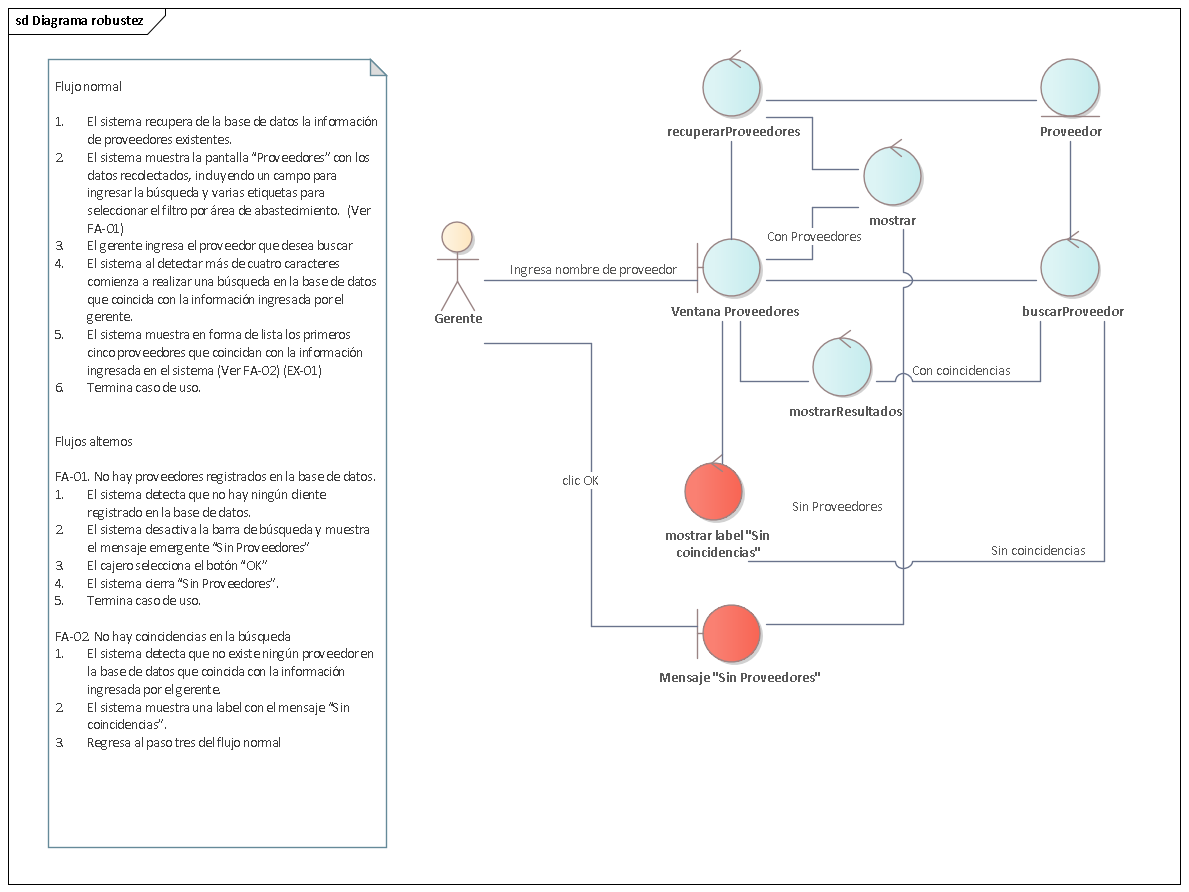 sd Diagrama robustez
Flujo normal
1. El sistema recupera de la base de datos la información
de proveedores existentes.
2. El sistema muestra la pantalla “Proveedores” con los
datos recolectados, incluyendo un campo para
ingresar la búsqueda y varias etiquetas para
seleccionar el filtro por área de abastecimiento. (Ver
FA-01)
3. El gerente ingresa el proveedor que desea buscar
4. El sistema al detectar más de cuatro caracteres
comienza a realizar una búsqueda en la base de datos
que coincida con la información ingresada por el
gerente.
5. El sistema muestra en forma de lista los primeros
cinco proveedores que coincidan con la información
ingresada en el sistema (Ver FA-02) (EX-01)
6. Termina caso de uso.
Flujos alternos
FA-01. No hay proveedores registrados en la base de datos.
1. El sistema detecta que no hay ningún cliente
registrado en la base de datos.
2. El sistema desactiva la barra de búsqueda y muestra
el mensaje emergente “Sin Proveedores”
3. El cajero selecciona el botón “OK”
4. El sistema cierra “Sin Proveedores”.
5. Termina caso de uso.
FA-02. No hay coincidencias en la búsqueda
1. El sistema detecta que no existe ningún proveedor en
la base de datos que coincida con la información
ingresada por el gerente.
2. El sistema muestra una label con el mensaje “Sin
coincidencias”.
3. Regresa al paso tres del flujo normal
recuperarProveedores
Proveedor
mostrar
Con Proveedores
Ingresa nombre de proveedor
Gerente
Ventana Proveedores
buscarProveedor
Con coincidencias
mostrarResultados
clic OK
Sin Proveedores
mostrar label "Sin
coincidencias"
Sin coincidencias
Mensaje "Sin Proveedores"